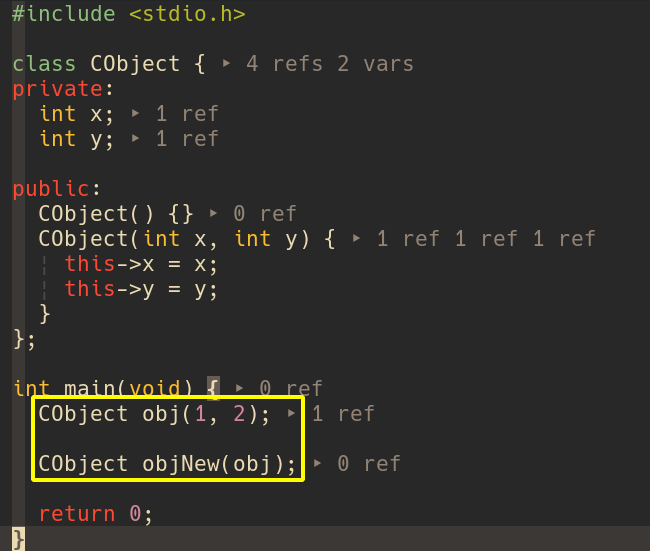 #include <stdio.h>
class CObject { ‣ 4 refs 2 vars
private:
int x; ‣ 1 ref
int y; ‣ 1 ref
public:
CObject() {} ‣ 0 ref
CObject(int x, int y) { ‣ 1 ref 1 ref 1 ref
¦ this->x = x;
¦ this->y = y;
}
};
int main(void) { ‣ 0 ref
CObject obj(1, 2); ‣ 1 ref
CObject objNew(obj); ‣ 0 ref
return 0;
}